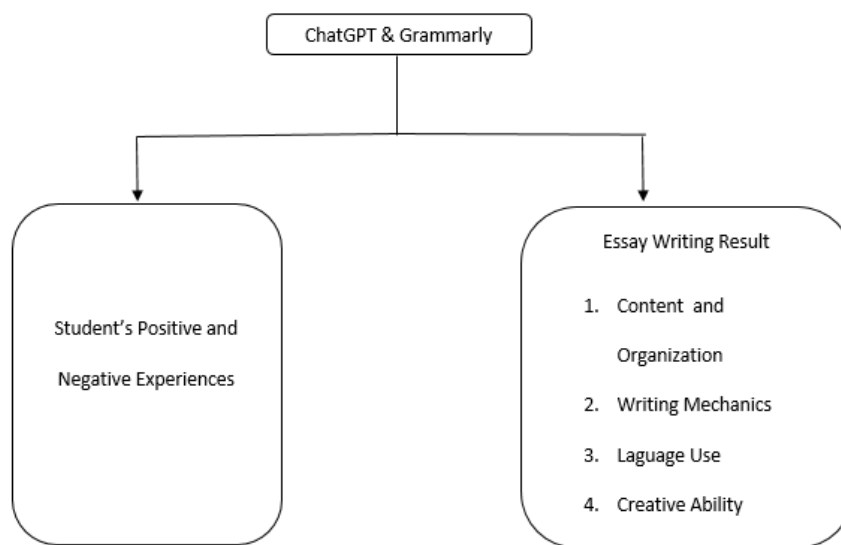 ChatGPT & Grammarly
Student’s Positive and
Negative Experiences
Essay Writing Result
1. Content and
Organization
2. Writing Mechanics
3. Laguage Use
4. Creative Ability